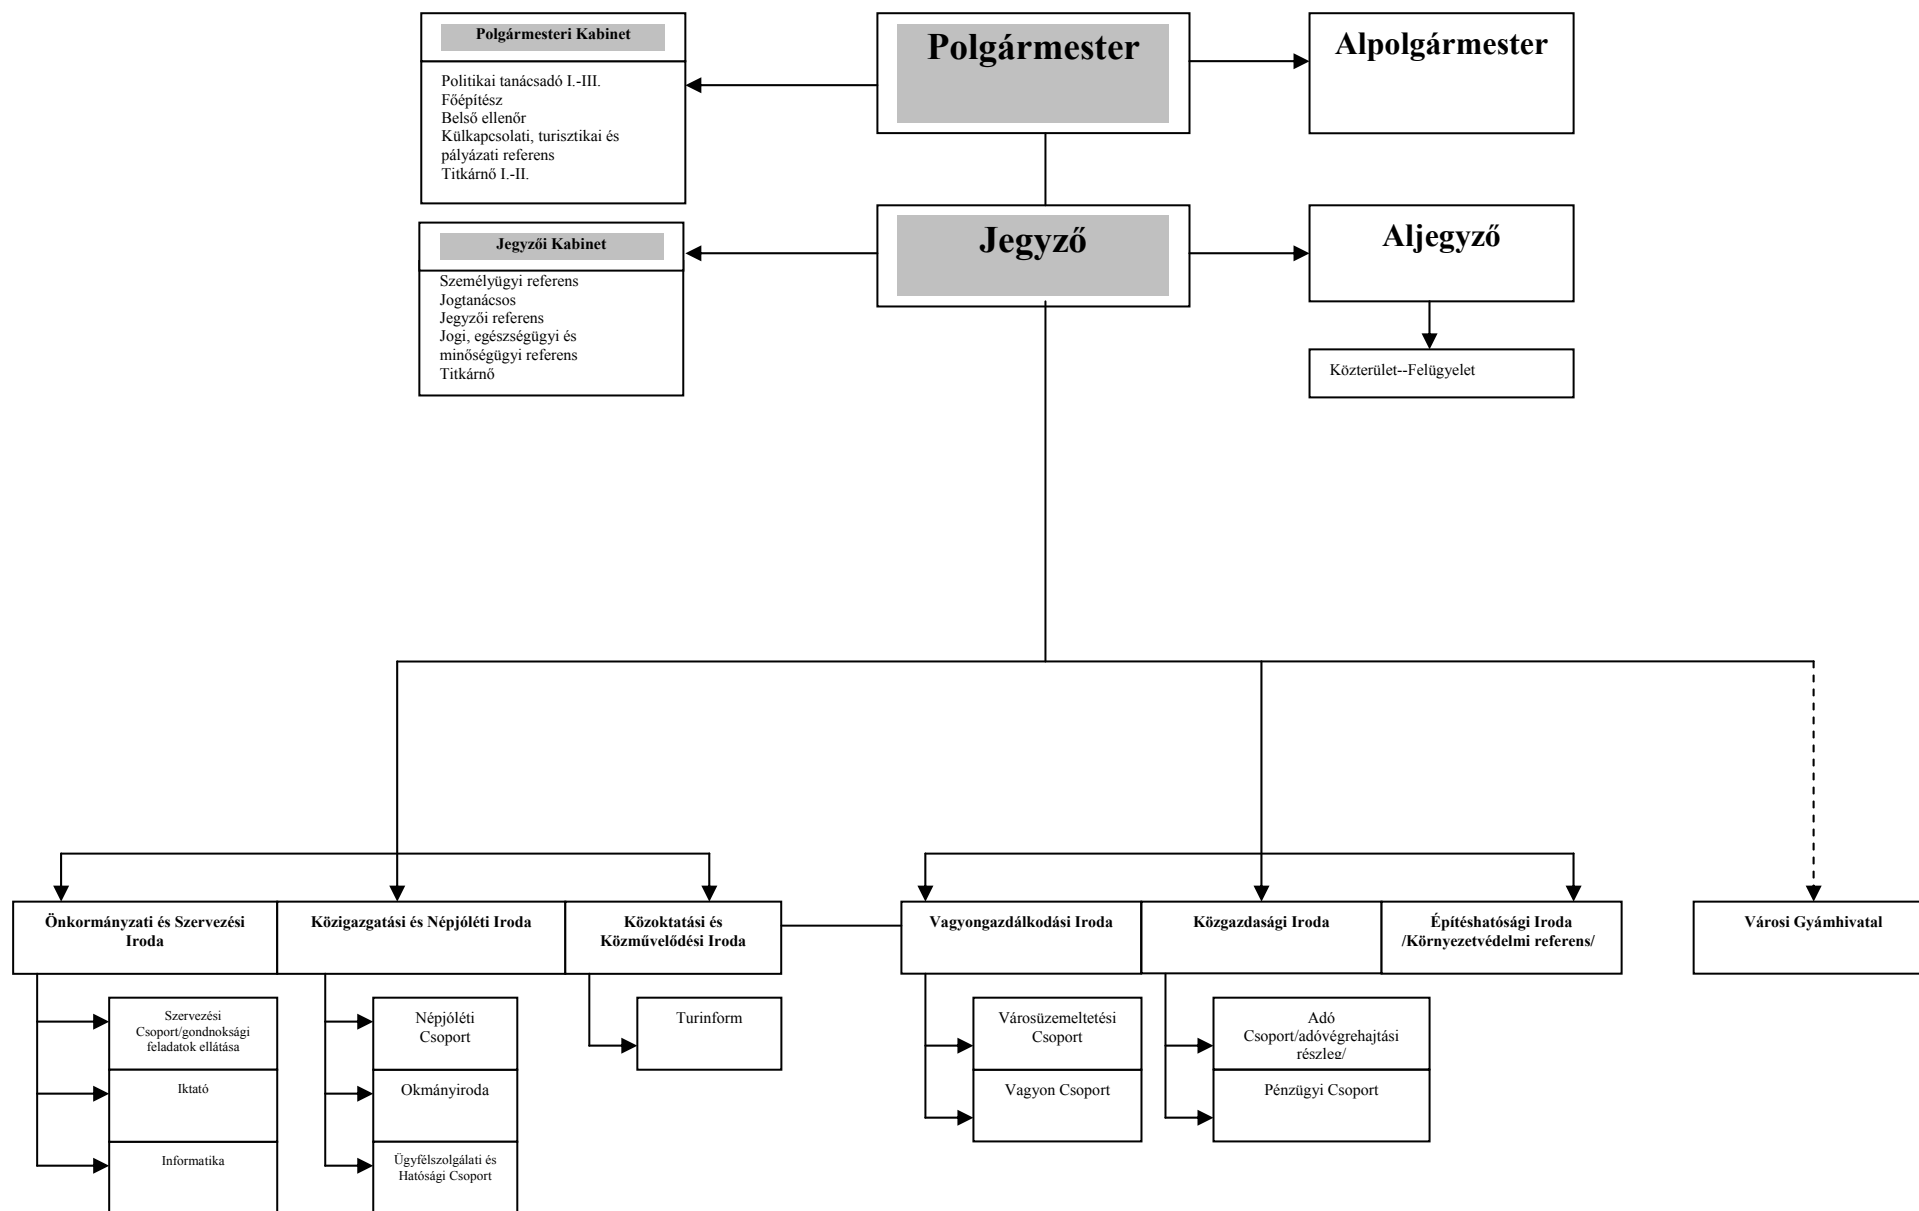 Polgármesteri Kabinet
Politikai tanácsadó I.-III.
Főépítész
Belső ellenőr
Külkapcsolati, turisztikai és
pályázati referens
Titkárnő I.-II.
Polgármester
Alpolgármester
Jegyzői Kabinet
Személyügyi referens
Jogtanácsos
Jegyzői referens
Jogi, egészségügyi és
minőségügyi referens
Titkárnő
Jegyző
Aljegyző
Közterület--Felügyelet
Önkormányzati és Szervezési
Iroda
Közigazgatási és Népjóléti Iroda
Közoktatási és
Közművelődési Iroda
Vagyongazdálkodási Iroda
Közgazdasági Iroda
Építéshatósági Iroda
/Környezetvédelmi referens/
Városi Gyámhivatal
Szervezési
Csoport/gondnoksági
feladatok ellátása
Iktató
Informatika
Népjóléti
Csoport
Okmányiroda
Ügyfélszolgálati és
Hatósági Csoport
Turinform
Városüzemeltetési
Csoport
Vagyon Csoport
Adó
Csoport/adóvégrehajtási
részleg/
Pénzügyi Csoport